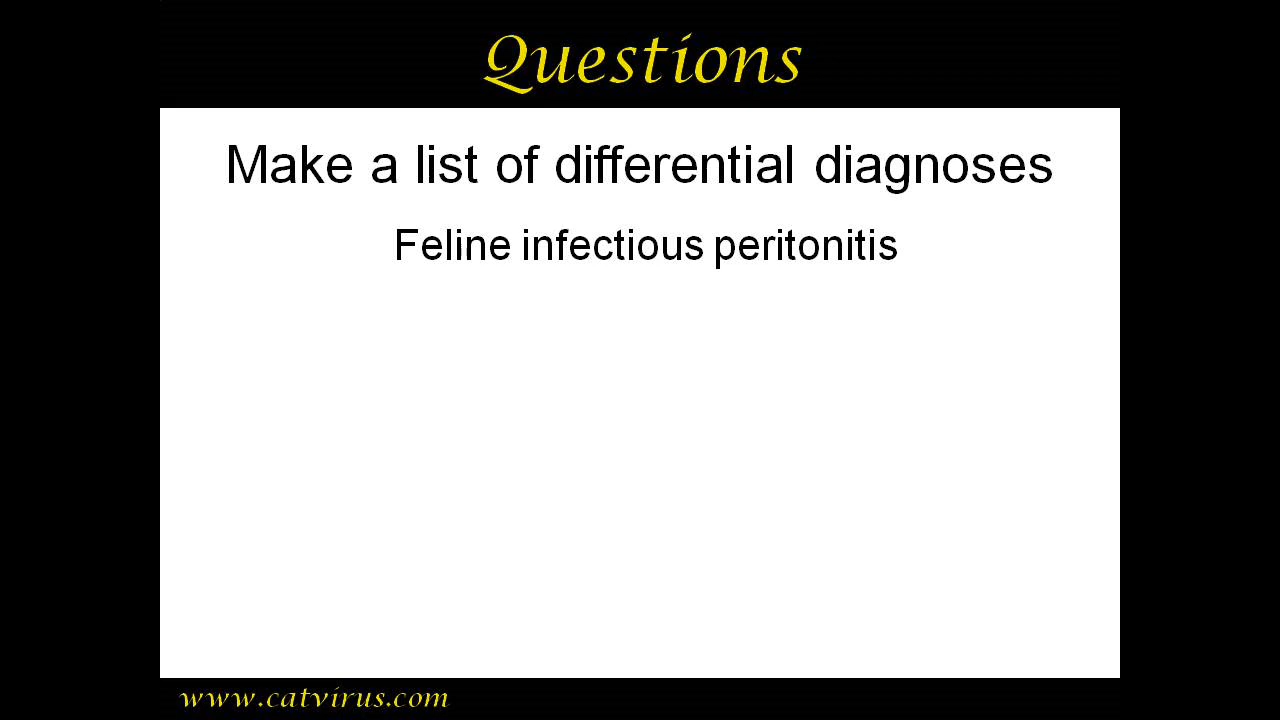 Questions
Make a list of differential diagnoses
Feline infectious peritonitis
www.catvirus.com